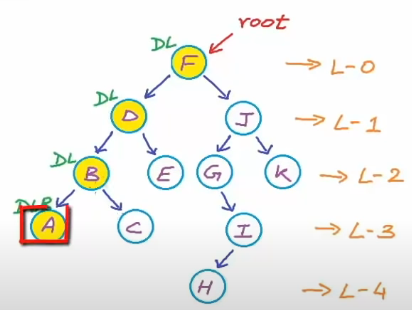 root
DL
F
→ L-0
DL
D
J
→ L-1
DL
B
E
G
K
→ L-2
DLR
A
C
I
→ L-3
H
→ L-4